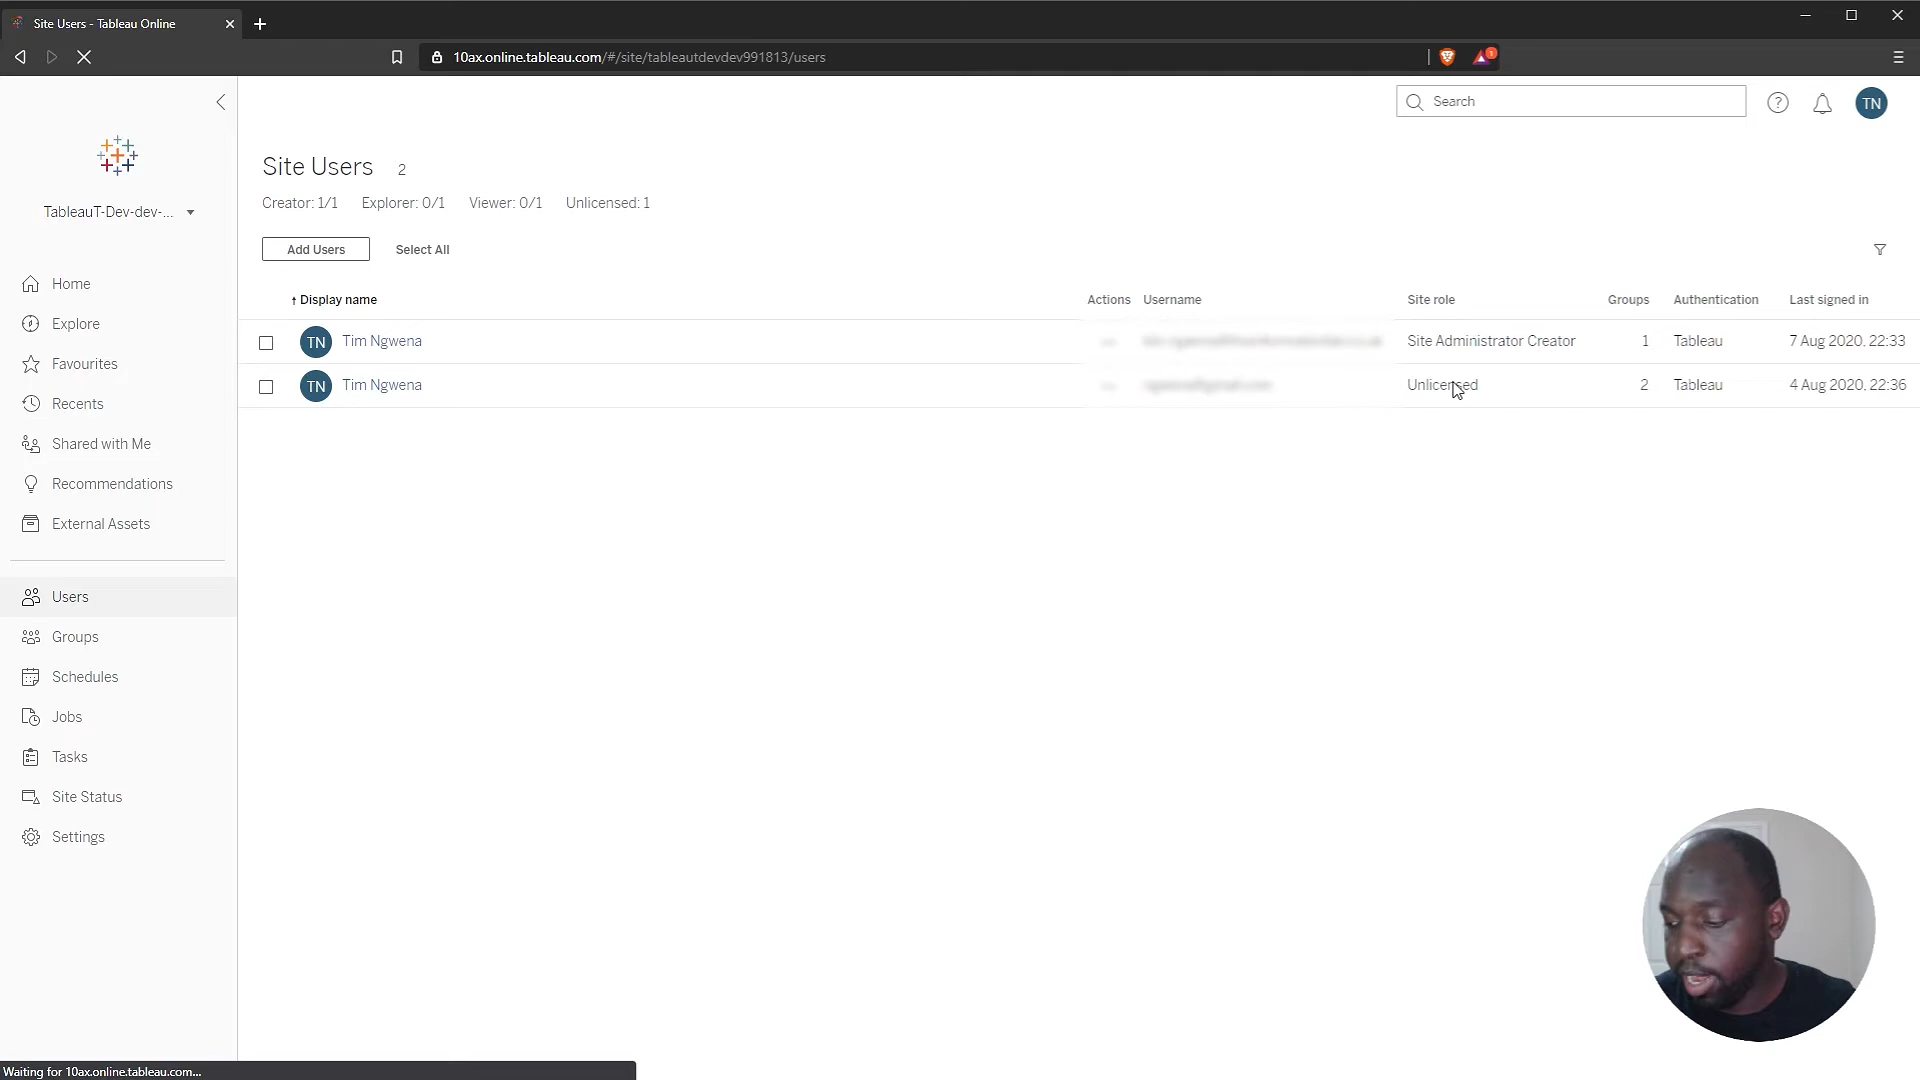 Site Users - Tableau Online
10ax.online.tableau.com/#/site/tableautdevdev991813/users
1
Search
TN
TableauT-Dev-dev-...
Home
Explore
Favourites
Recents
Shared with Me
Recommendations
External Assets
Users
Groups
Schedules
Jobs
Tasks
Site Status
Settings
Site Users 2
Creator: 1/1 Explorer: 0/1 Viewer: 0/1 Unlicensed: 1
Add Users Select All
↑ Display name Actions Username Site role Groups Authentication Last signed in
TN Tim Ngwena Site Administrator Creator 1 Tableau 7 Aug 2020, 22:33
TN Tim Ngwena Unlicensed 2 Tableau 4 Aug 2020, 22:36
Waiting for 10ax.online.tableau.com...